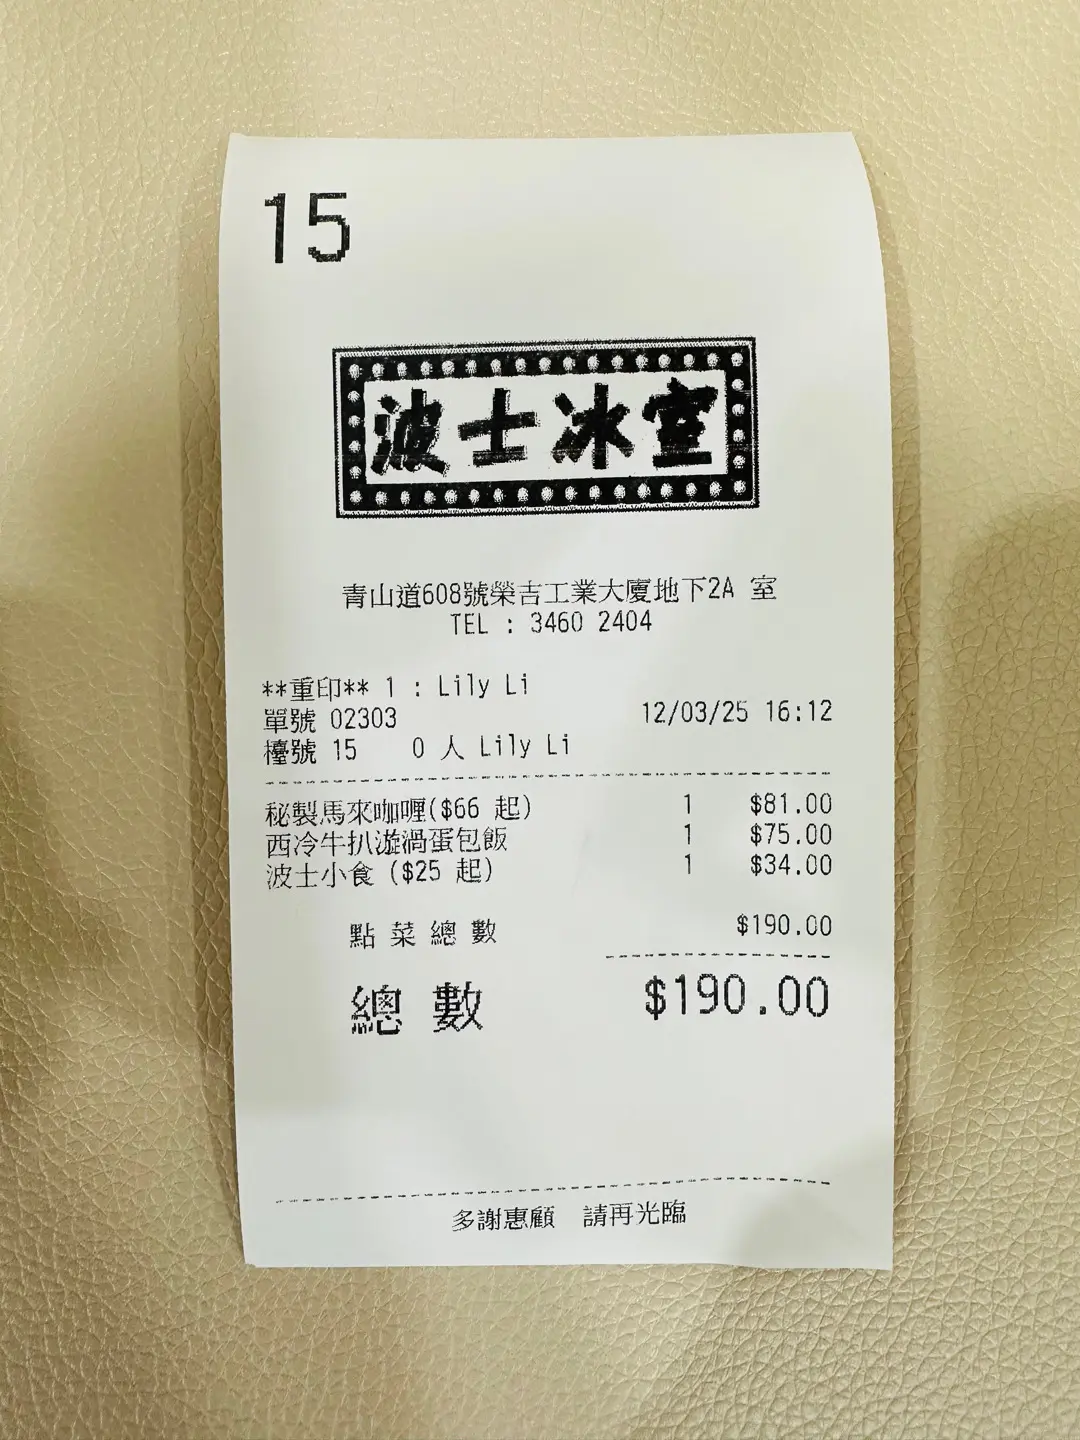 15
波士冰室
青山道608號榮吉工業大廈地下2A 室
TEL : 3460 2404
**重印** 1 : Lily Li
單號 02303 12/03/25 16:12
檯號 15 0 人 Lily Li
秘製馬來咖喱($66 起) 1 $81.00
西冷牛扒漩渦蛋包飯 1 $75.00
波士小食 ($25 起) 1 $34.00
點菜總數 $190.00
總數 $190.00
多謝惠顧 請再光臨